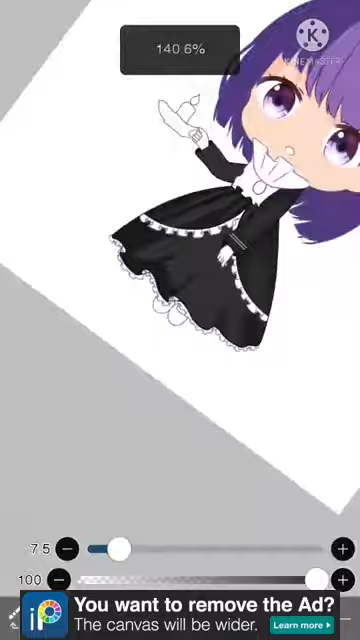 K
KINEMASTER
140.6%
7.5
100
You want to remove the Ad?
The canvas will be wider.
Learn more